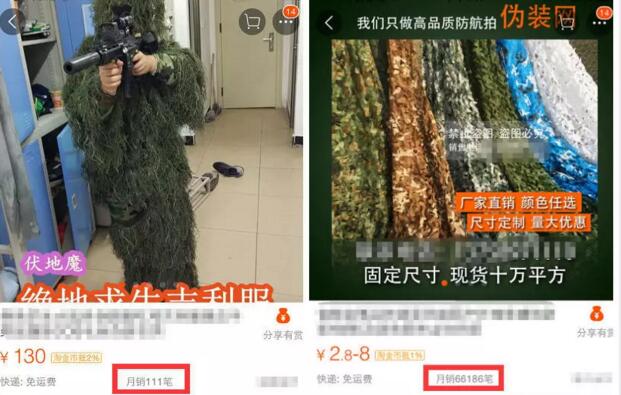 14
伏地魔
绝地求生吉利服
分享有赏
¥ 130 淘金币抵2%
快递: 免运费
月销111笔
我们只做高品质防航拍 伪装网
14
禁止盗图 盗图必究
厂家直销 颜色任选
尺寸定制 量大优惠
固定尺寸.现货十万平方
分享有赏
¥ 2.8-8 淘金币抵1%
快递: 免运费
月销66186笔